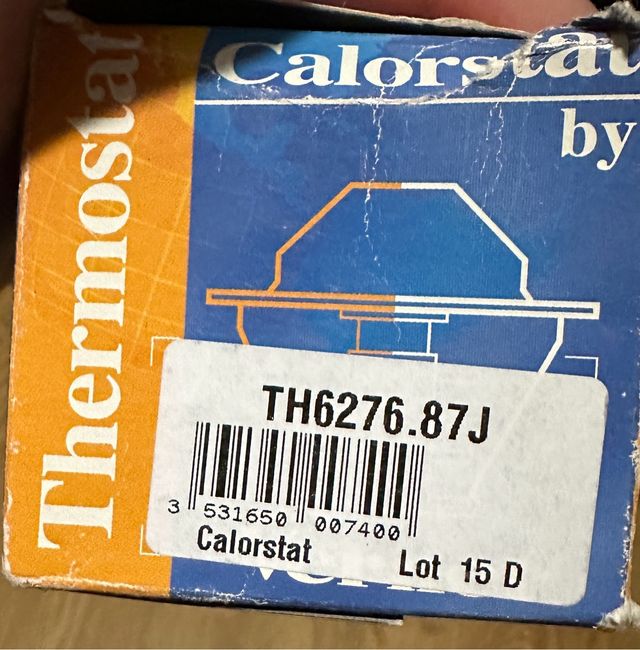 Thermostat
Calorstat
by
TH6276.87J
3 531650 007400
Calorstat
Lot 15 D